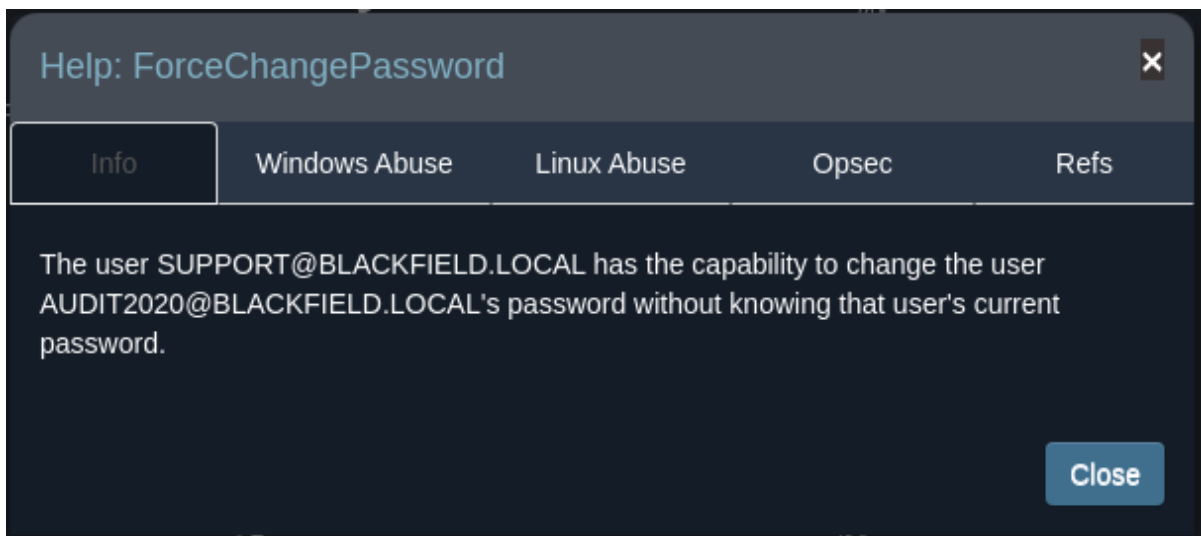 Help: ForceChangePassword
×
Info
Windows Abuse
Linux Abuse
Opsec
Refs
The user SUPPORT@BLACKFIELD.LOCAL has the capability to change the user
AUDIT2020@BLACKFIELD.LOCAL's password without knowing that user's current
password.
Close